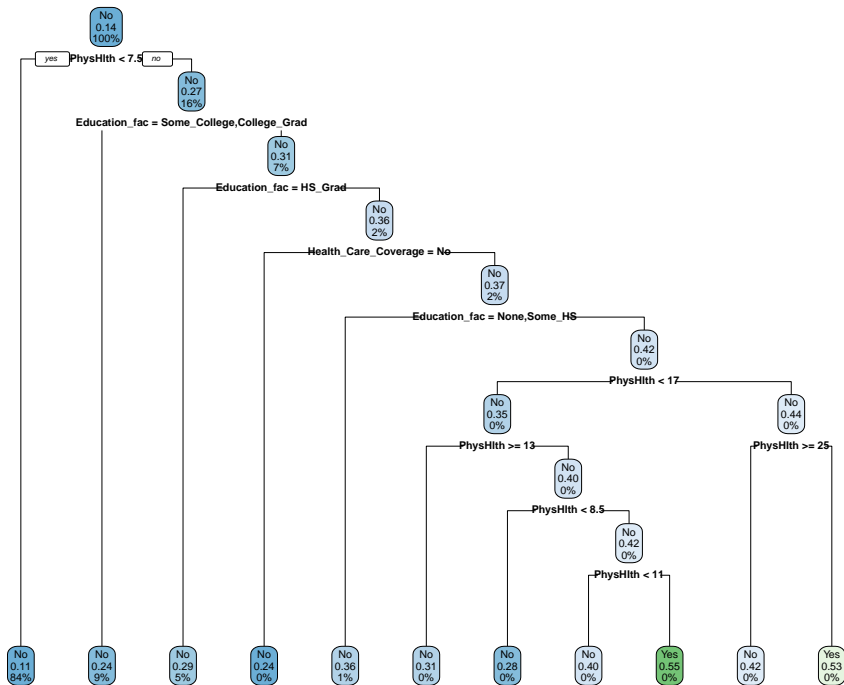 No
0.14
100%
yes PhysHlth < 7.5 no
No
0.27
16%
Education_fac = Some_College,College_Grad
No
0.31
7%
Education_fac = HS_Grad
No
0.36
2%
Health_Care_Coverage = No
No
0.37
2%
Education_fac = None,Some_HS
No
0.42
0%
PhysHlth < 17
No
0.35
0%
No
0.44
0%
PhysHlth >= 13
PhysHlth >= 25
No
0.40
0%
PhysHlth < 8.5
No
0.42
0%
PhysHlth < 11
No No No No No No No No Yes No Yes
0.11 0.24 0.29 0.24 0.36 0.31 0.28 0.40 0.55 0.42 0.53
84% 9% 5% 0% 1% 0% 0% 0% 0% 0% 0%